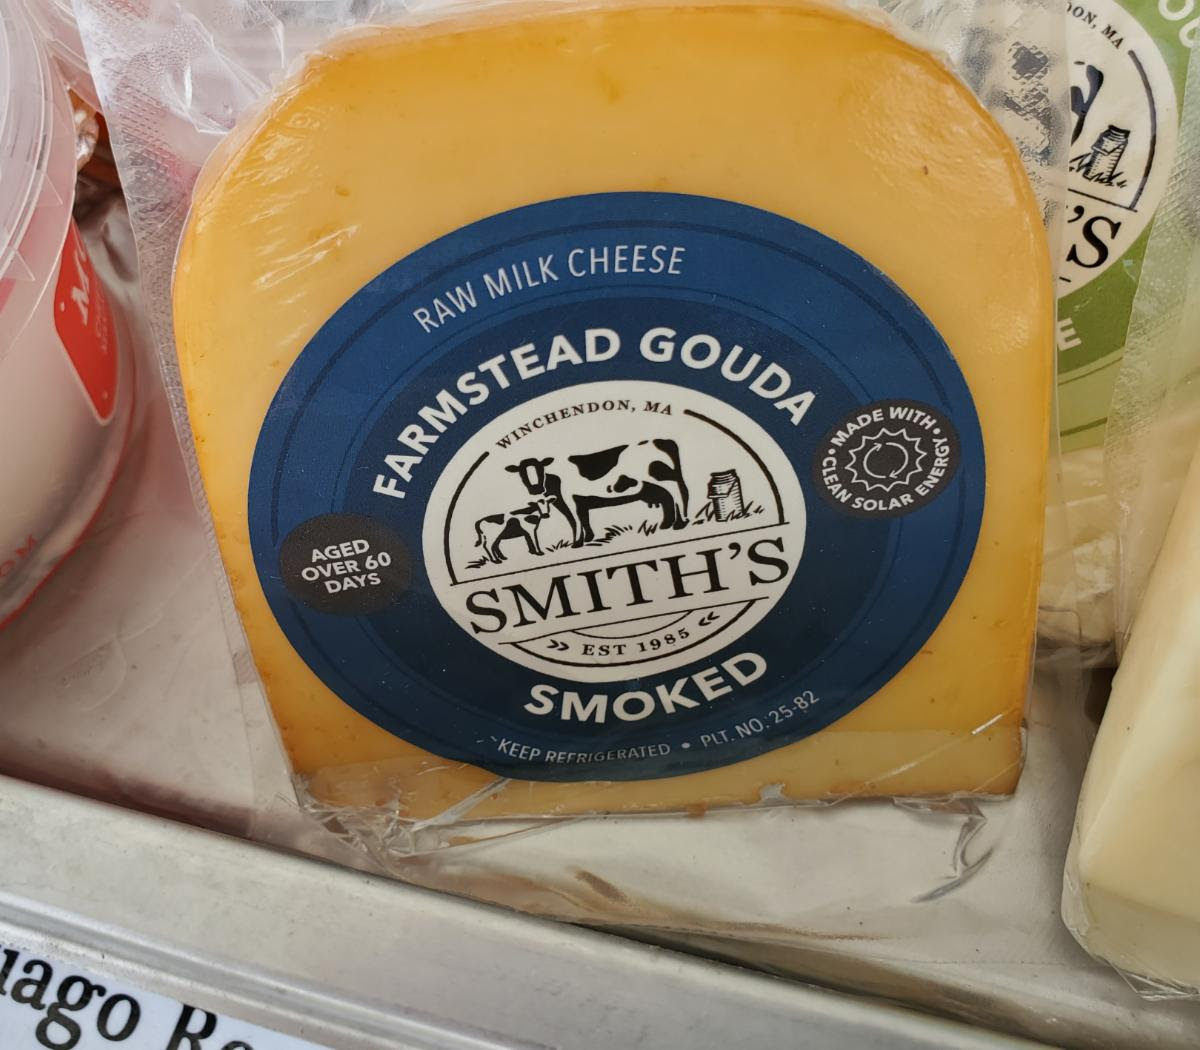 RAW MILK CHEESE
FARMSTEAD GOUDA
WINCHENDON, MA
MADE WITH
CLEAN SOLAR ENERGY
AGED
OVER 60
DAYS
SMITH'S
EST 1985
SMOKED
KEEP REFRIGERATED • PLT. NO. 25-82
MA
'S